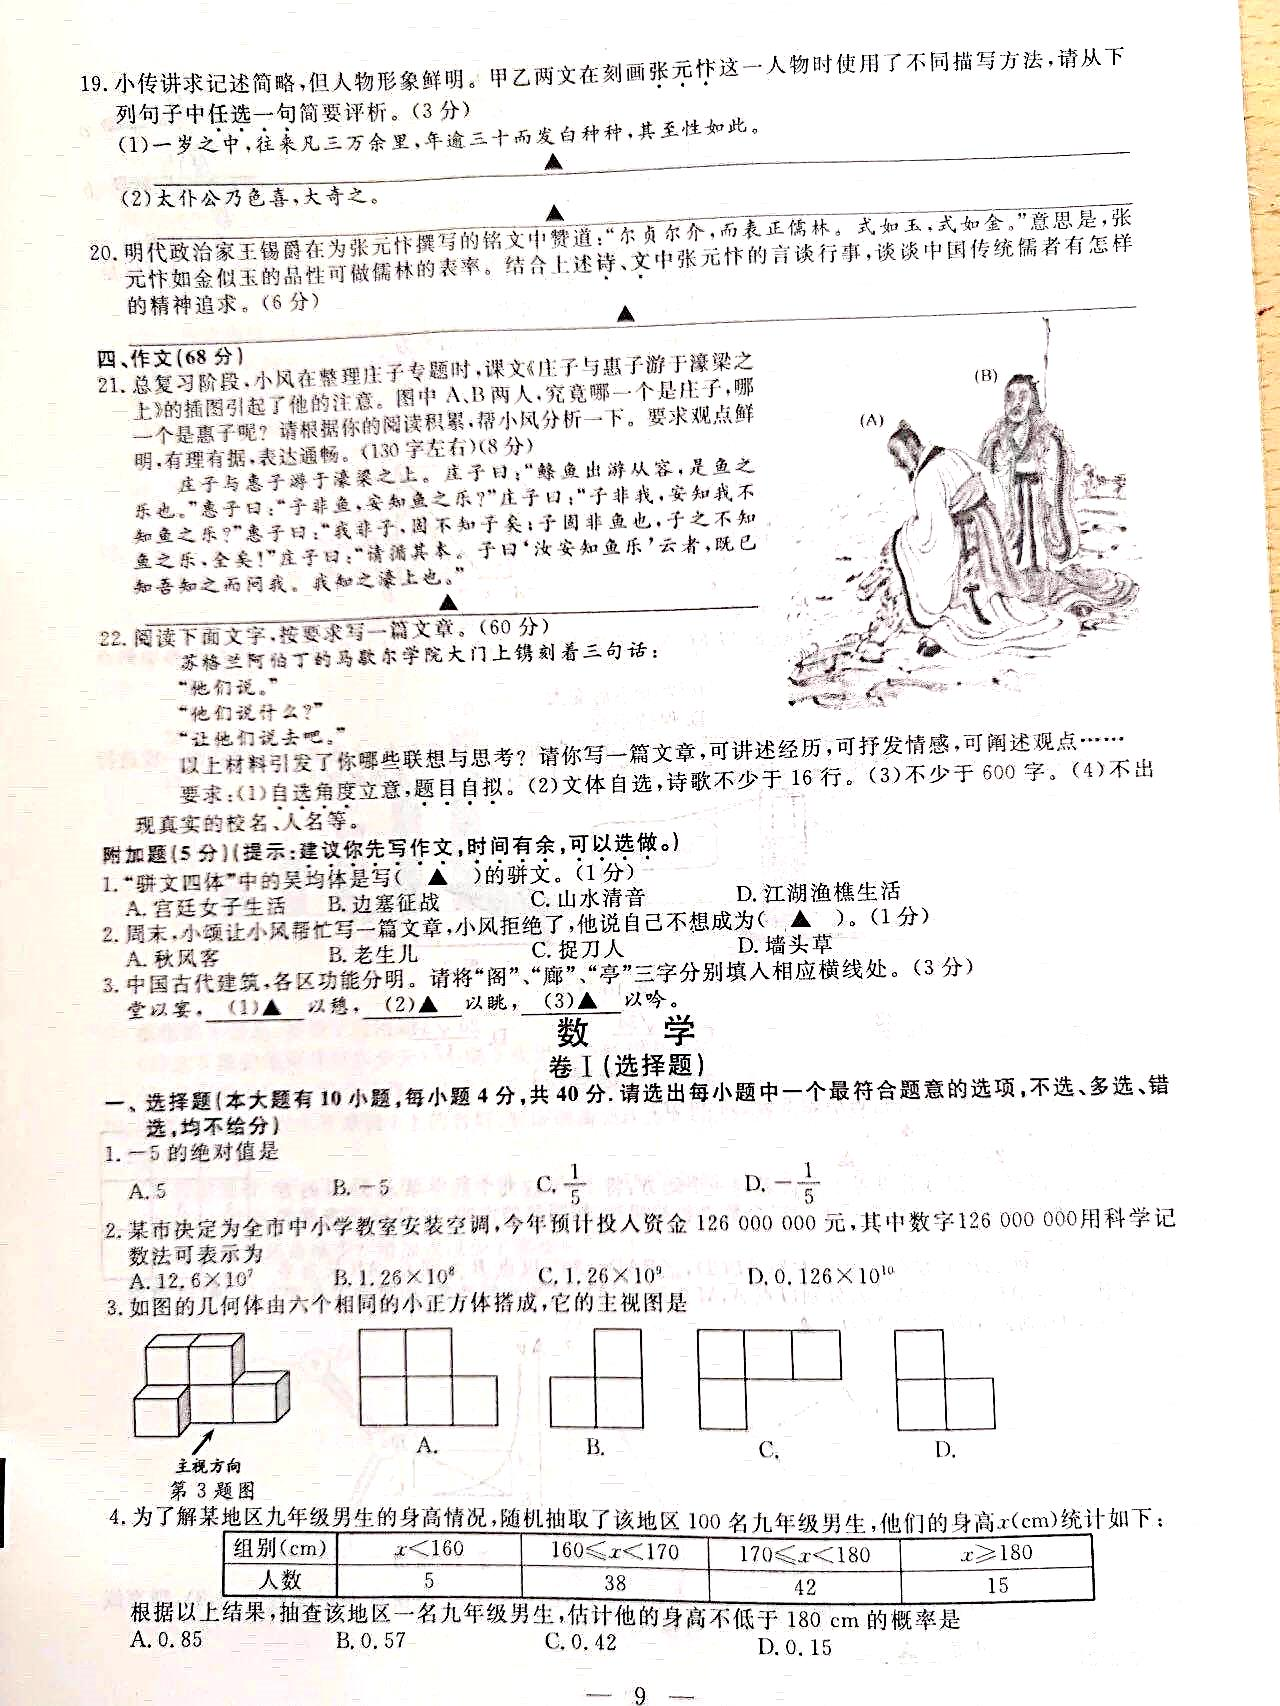 19. 小传讲求记述简略,但人物形象鲜明。甲乙两文在刻画张元忭这一人物时使用了不同描写方法,请从下
列句子中任选一句简要评析。(3分)
(1)一岁之中,往来凡三万余里,年逾三十而发白种种,其至性如此。
▲
(2)太仆公乃色喜,大奇之。
▲
20. 明代政治家王锡爵在为张元忭撰写的铭文中赞道:“尔贞尔介,而表正儒林。式如玉,式如金。”意思是,张
元忭如金似玉的品性可做儒林的表率。结合上述诗、文中张元忭的言谈行事,谈谈中国传统儒者有怎样
的精神追求。(6分)
▲
四、作文(68分)
21. 总复习阶段,小风在整理庄子专题时,课文《庄子与惠子游于濠梁之
上》的插图引起了他的注意。图中A、B两人,究竟哪一个是庄子,哪
一个是惠子呢?请根据你的阅读积累,帮小风分析一下。要求观点鲜
明,有理有据,表达通畅。(130字左右)(8分)
庄子与惠子游于濠梁之上。庄子曰:“鲦鱼出游从容,是鱼之
乐也。”惠子曰:“子非鱼,安知鱼之乐?”庄子曰:“子非我,安知我不
知鱼之乐?”惠子曰:“我非子,固不知子矣;子固非鱼也,子之不知
鱼之乐,全矣!”庄子曰:“请循其本。子曰‘汝安知鱼乐’云者,既已
知吾知之而问我。我知之濠上也。”
▲
(A)
(B)
22. 阅读下面文字,按要求写一篇文章。(60分)
苏格兰阿伯丁的马歇尔学院大门上镌刻着三句话:
“他们说。”
“他们说什么?”
“让他们说去吧。”
以上材料引发了你哪些联想与思考?请你写一篇文章,可讲述经历,可抒发情感,可阐述观点……
要求:(1)自选角度立意,题目自拟。(2)文体自选,诗歌不少于16行。(3)不少于600字。(4)不出
现真实的校名、人名等。
附加题(5分)(提示:建议你先写作文,时间有余,可以选做。)
1. “骈文四体”中的吴均体是写( ▲ )的骈文。(1分)
A. 宫廷女子生活 B. 边塞征战 C. 山水清音 D. 江湖渔樵生活
2. 周末,小颂让小风帮忙写一篇文章,小风拒绝了,他说自己不想成为( ▲ )。(1分)
A. 秋风客 B. 老生儿 C. 捉刀人 D. 墙头草
3. 中国古代建筑,各区功能分明。请将“阁”、“廊”、“亭”三字分别填入相应横线处。(3分)
堂以宴, (1)▲ 以憩, (2)▲ 以眺, (3)▲ 以吟。
数 学
卷Ⅰ(选择题)
一、选择题(本大题有10小题,每小题4分,共40分.请选出每小题中一个最符合题意的选项,不选、多选、错
选,均不给分)
1. −5的绝对值是
A. 5 B. −5 C. 1/5 D. −1/5
2. 某市决定为全市中小学教室安装空调,今年预计投入资金126 000 000元,其中数字126 000 000用科学记
数法可表示为
A. 12.6×10⁷ B. 1.26×10⁸ C. 1.26×10⁹ D. 0.126×10¹⁰
3. 如图的几何体由六个相同的小正方体搭成,它的主视图是
A. B. C. D.
主视方向
第3题图
4. 为了解某地区九年级男生的身高情况,随机抽取了该地区100名九年级男生,他们的身高x(cm)统计如下:
组别(cm) x<160 160≤x<170 170≤x<180 x≥180
人数 5 38 42 15
根据以上结果,抽查该地区一名九年级男生,估计他的身高不低于180 cm的概率是
A. 0.85 B. 0.57 C. 0.42 D. 0.15
— 9 —